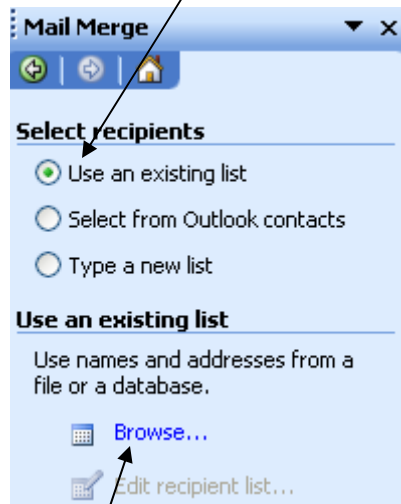 Mail Merge
Select recipients
Use an existing list
Select from Outlook contacts
Type a new list
Use an existing list
Use names and addresses from a
file or a database.
Browse...
Edit recipient list...